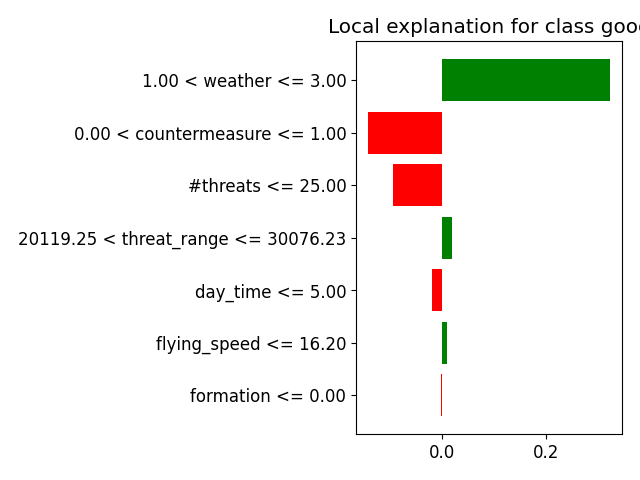 Local explanation for class good
1.00 < weather <= 3.00
0.00 < countermeasure <= 1.00
#threats <= 25.00
20119.25 < threat_range <= 30076.23
day_time <= 5.00
flying_speed <= 16.20
formation <= 0.00
0.0 0.2